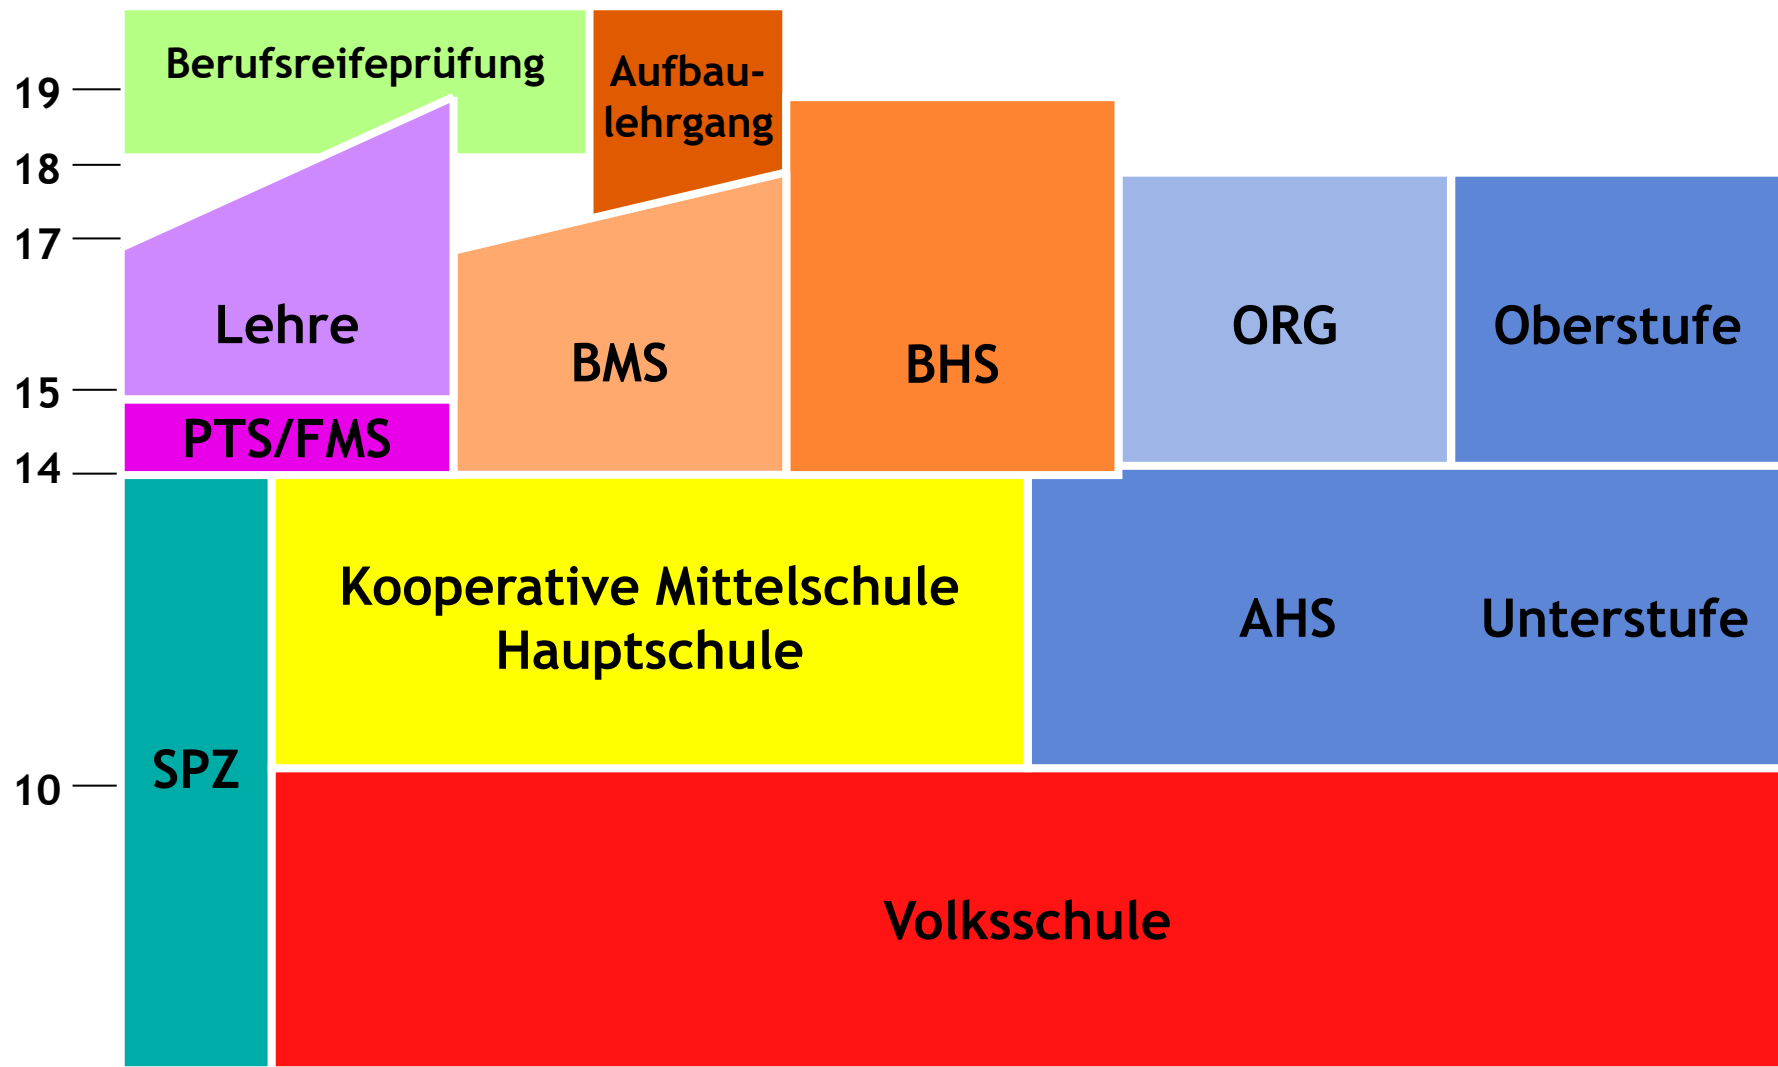 Berufsreifeprüfung
Aufbau-
lehrgang
19
18
17
Lehre
BMS
BHS
ORG
Oberstufe
15
PTS/FMS
14
Kooperative Mittelschule
Hauptschule
AHS
Unterstufe
SPZ
10
Volksschule